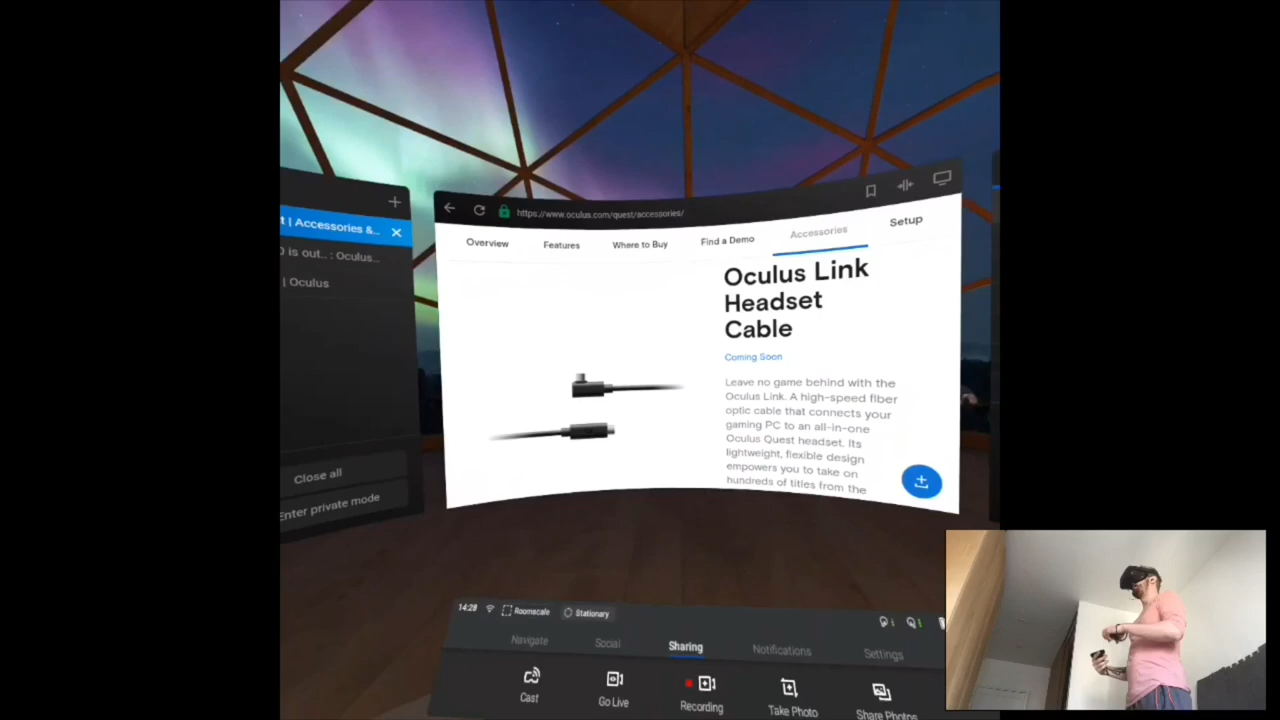 https://www.oculus.com/quest/accessories/
t | Accessories &...
0 is out.. : Oculus...
| Oculus
Close all
Enter private mode
Overview
Features
Where to Buy
Find a Demo
Accessories
Setup
Oculus Link
Headset
Cable
Coming Soon
Leave no game behind with the
Oculus Link. A high-speed fiber
optic cable that connects your
gaming PC to an all-in-one
Oculus Quest headset. Its
lightweight, flexible design
empowers you to take on
hundreds of titles from the
14:28
Roomscale
Stationary
Navigate
Social
Sharing
Notifications
Settings
Cast
Go Live
Recording
Take Photo
Share Photos